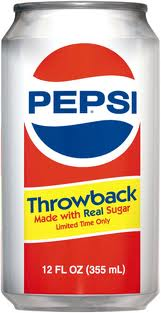 PEPSI
Throwback
Made with Real Sugar
Limited Time Only
12 FL OZ (355 mL)